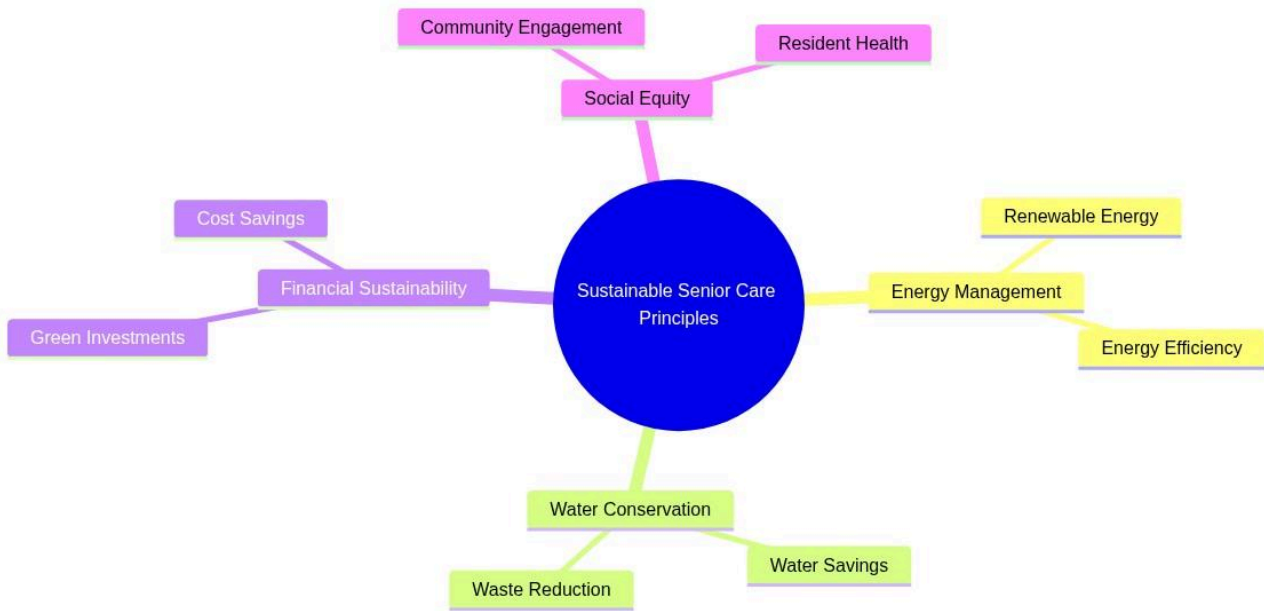 Community Engagement
Resident Health
Social Equity
Cost Savings
Renewable Energy
Financial Sustainability
Sustainable Senior Care
Principles
Energy Management
Green Investments
Energy Efficiency
Water Conservation
Water Savings
Waste Reduction